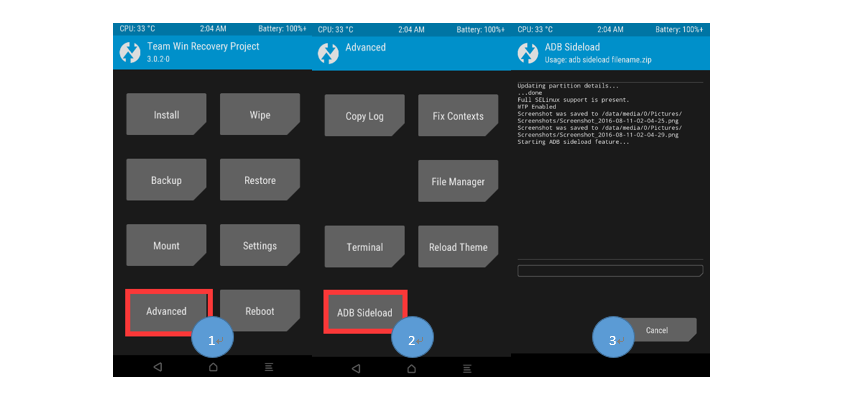 CPU: 33 °C 2:04 AM Battery: 100%+
Team Win Recovery Project
3.0.2-0
Install Wipe
Backup Restore
Mount Settings
Advanced Reboot
1
CPU: 33 °C 2:04 AM Battery: 100%+
Advanced
Copy Log Fix Contexts
File Manager
Terminal Reload Theme
ADB Sideload
2
CPU: 33 °C 2:04 AM Battery: 100%+
ADB Sideload
Usage: adb sideload filename.zip
Updating partition details...
...done
Full SELinux support is present.
MTP Enabled
Screenshot was saved to /data/media/0/Pictures/
Screenshots/Screenshot_2016-08-11-02-04-25.png
Screenshot was saved to /data/media/0/Pictures/
Screenshots/Screenshot_2016-08-11-02-04-29.png
Starting ADB sideload feature...
Cancel
3